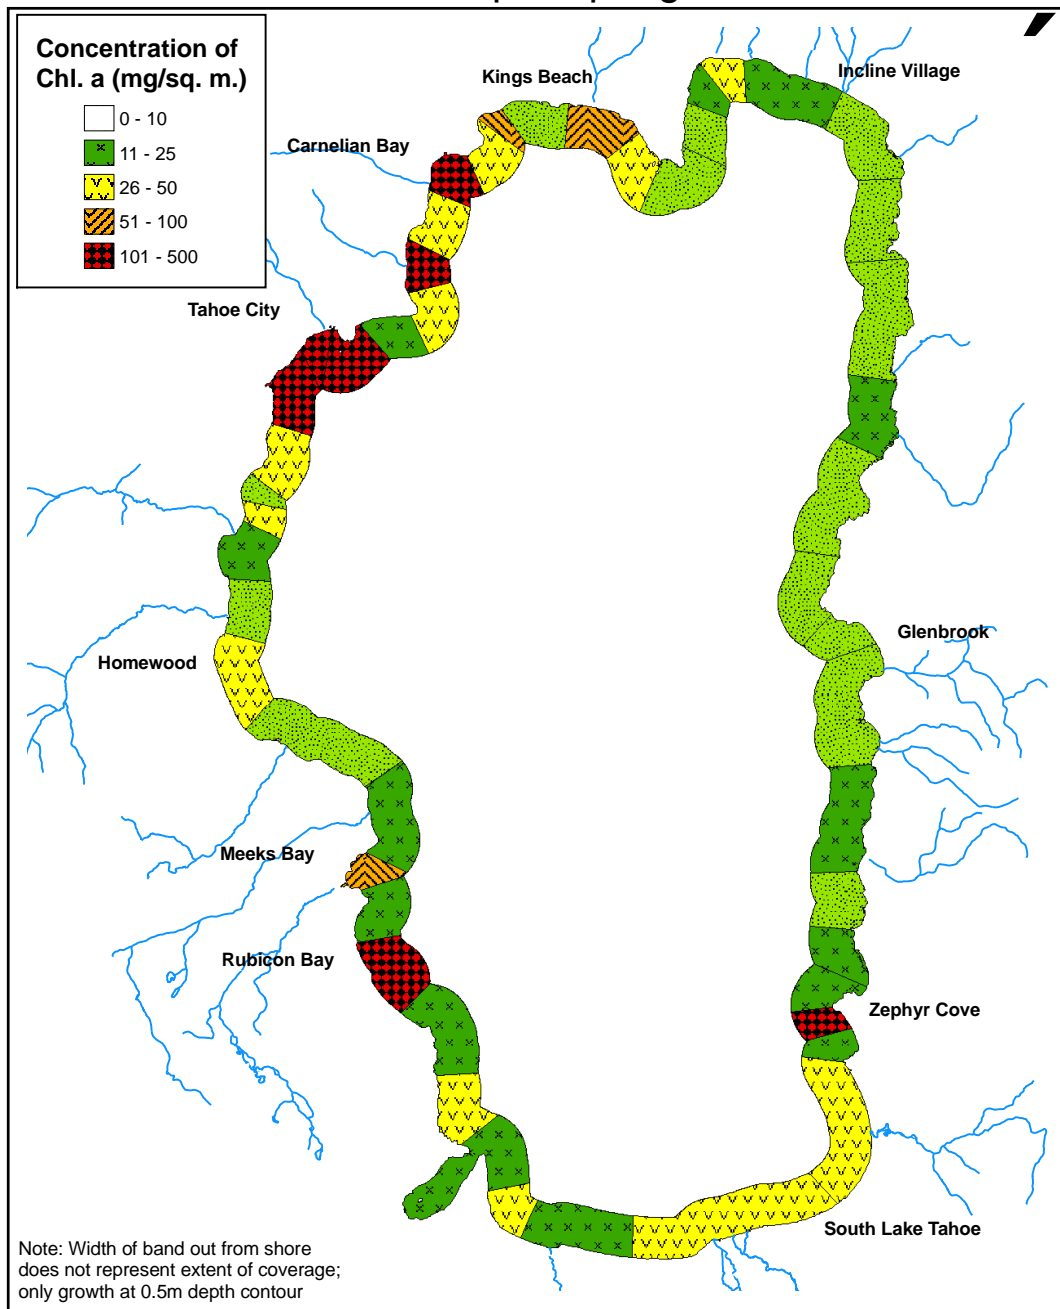 Concentration of
Chl. a (mg/sq. m.)
0 - 10
11 - 25
26 - 50
51 - 100
101 - 500
Kings Beach
Incline Village
Carnelian Bay
Tahoe City
Glenbrook
Homewood
Meeks Bay
Rubicon Bay
Zephyr Cove
South Lake Tahoe
Note: Width of band out from shore
does not represent extent of coverage;
only growth at 0.5m depth contour